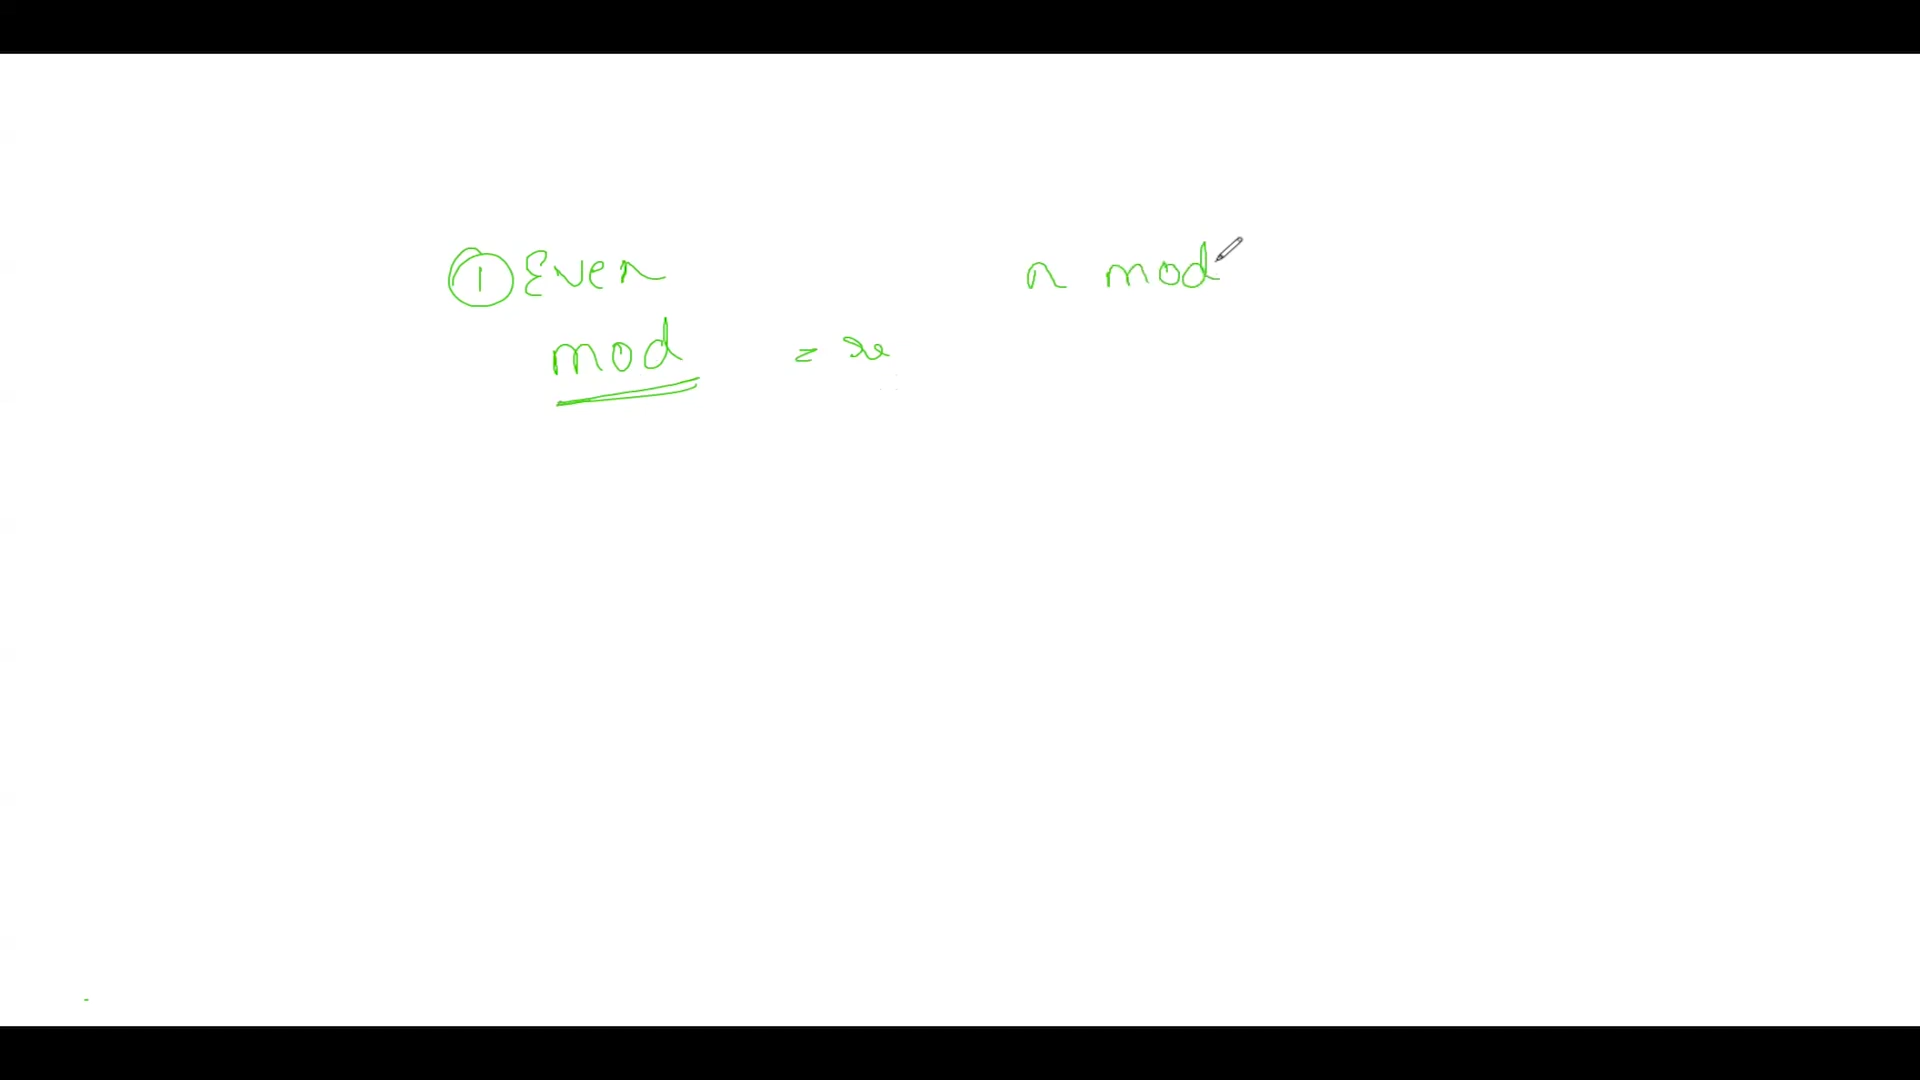 ① Even
n mod
mod =